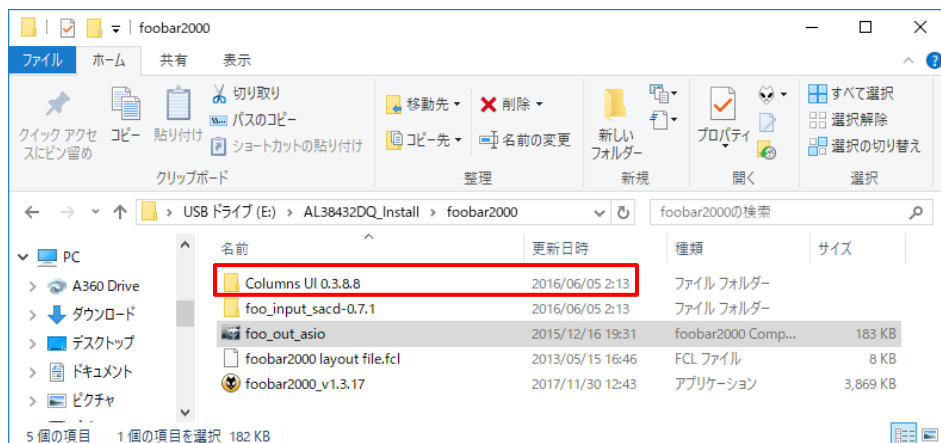 foobar2000
ファイル ホーム 共有 表示
クイック アクセスにピン留め
コピー
貼り付け
切り取り
パスのコピー
ショートカットの貼り付け
クリップボード
移動先
コピー先
削除
名前の変更
整理
新しい
フォルダー
新規
プロパティ
開く
すべて選択
選択解除
選択の切り替え
選択
USB ドライブ (E:) › AL38432DQ_Install › foobar2000
foobar2000の検索
PC
A360 Drive
ダウンロード
デスクトップ
ドキュメント
ピクチャ
名前 更新日時 種類 サイズ
Columns UI 0.3.8.8 2016/06/05 2:13 ファイル フォルダー
foo_input_sacd-0.7.1 2016/06/05 2:13 ファイル フォルダー
foo_out_asio 2015/12/16 19:31 foobar2000 Comp... 183 KB
foobar2000 layout file.fcl 2013/05/15 16:46 FCL ファイル 8 KB
foobar2000_v1.3.17 2017/11/30 12:43 アプリケーション 3,869 KB
5 個の項目 1 個の項目を選択 182 KB